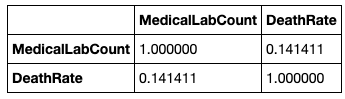 MedicalLabCount DeathRate
MedicalLabCount 1.000000 0.141411
DeathRate 0.141411 1.000000